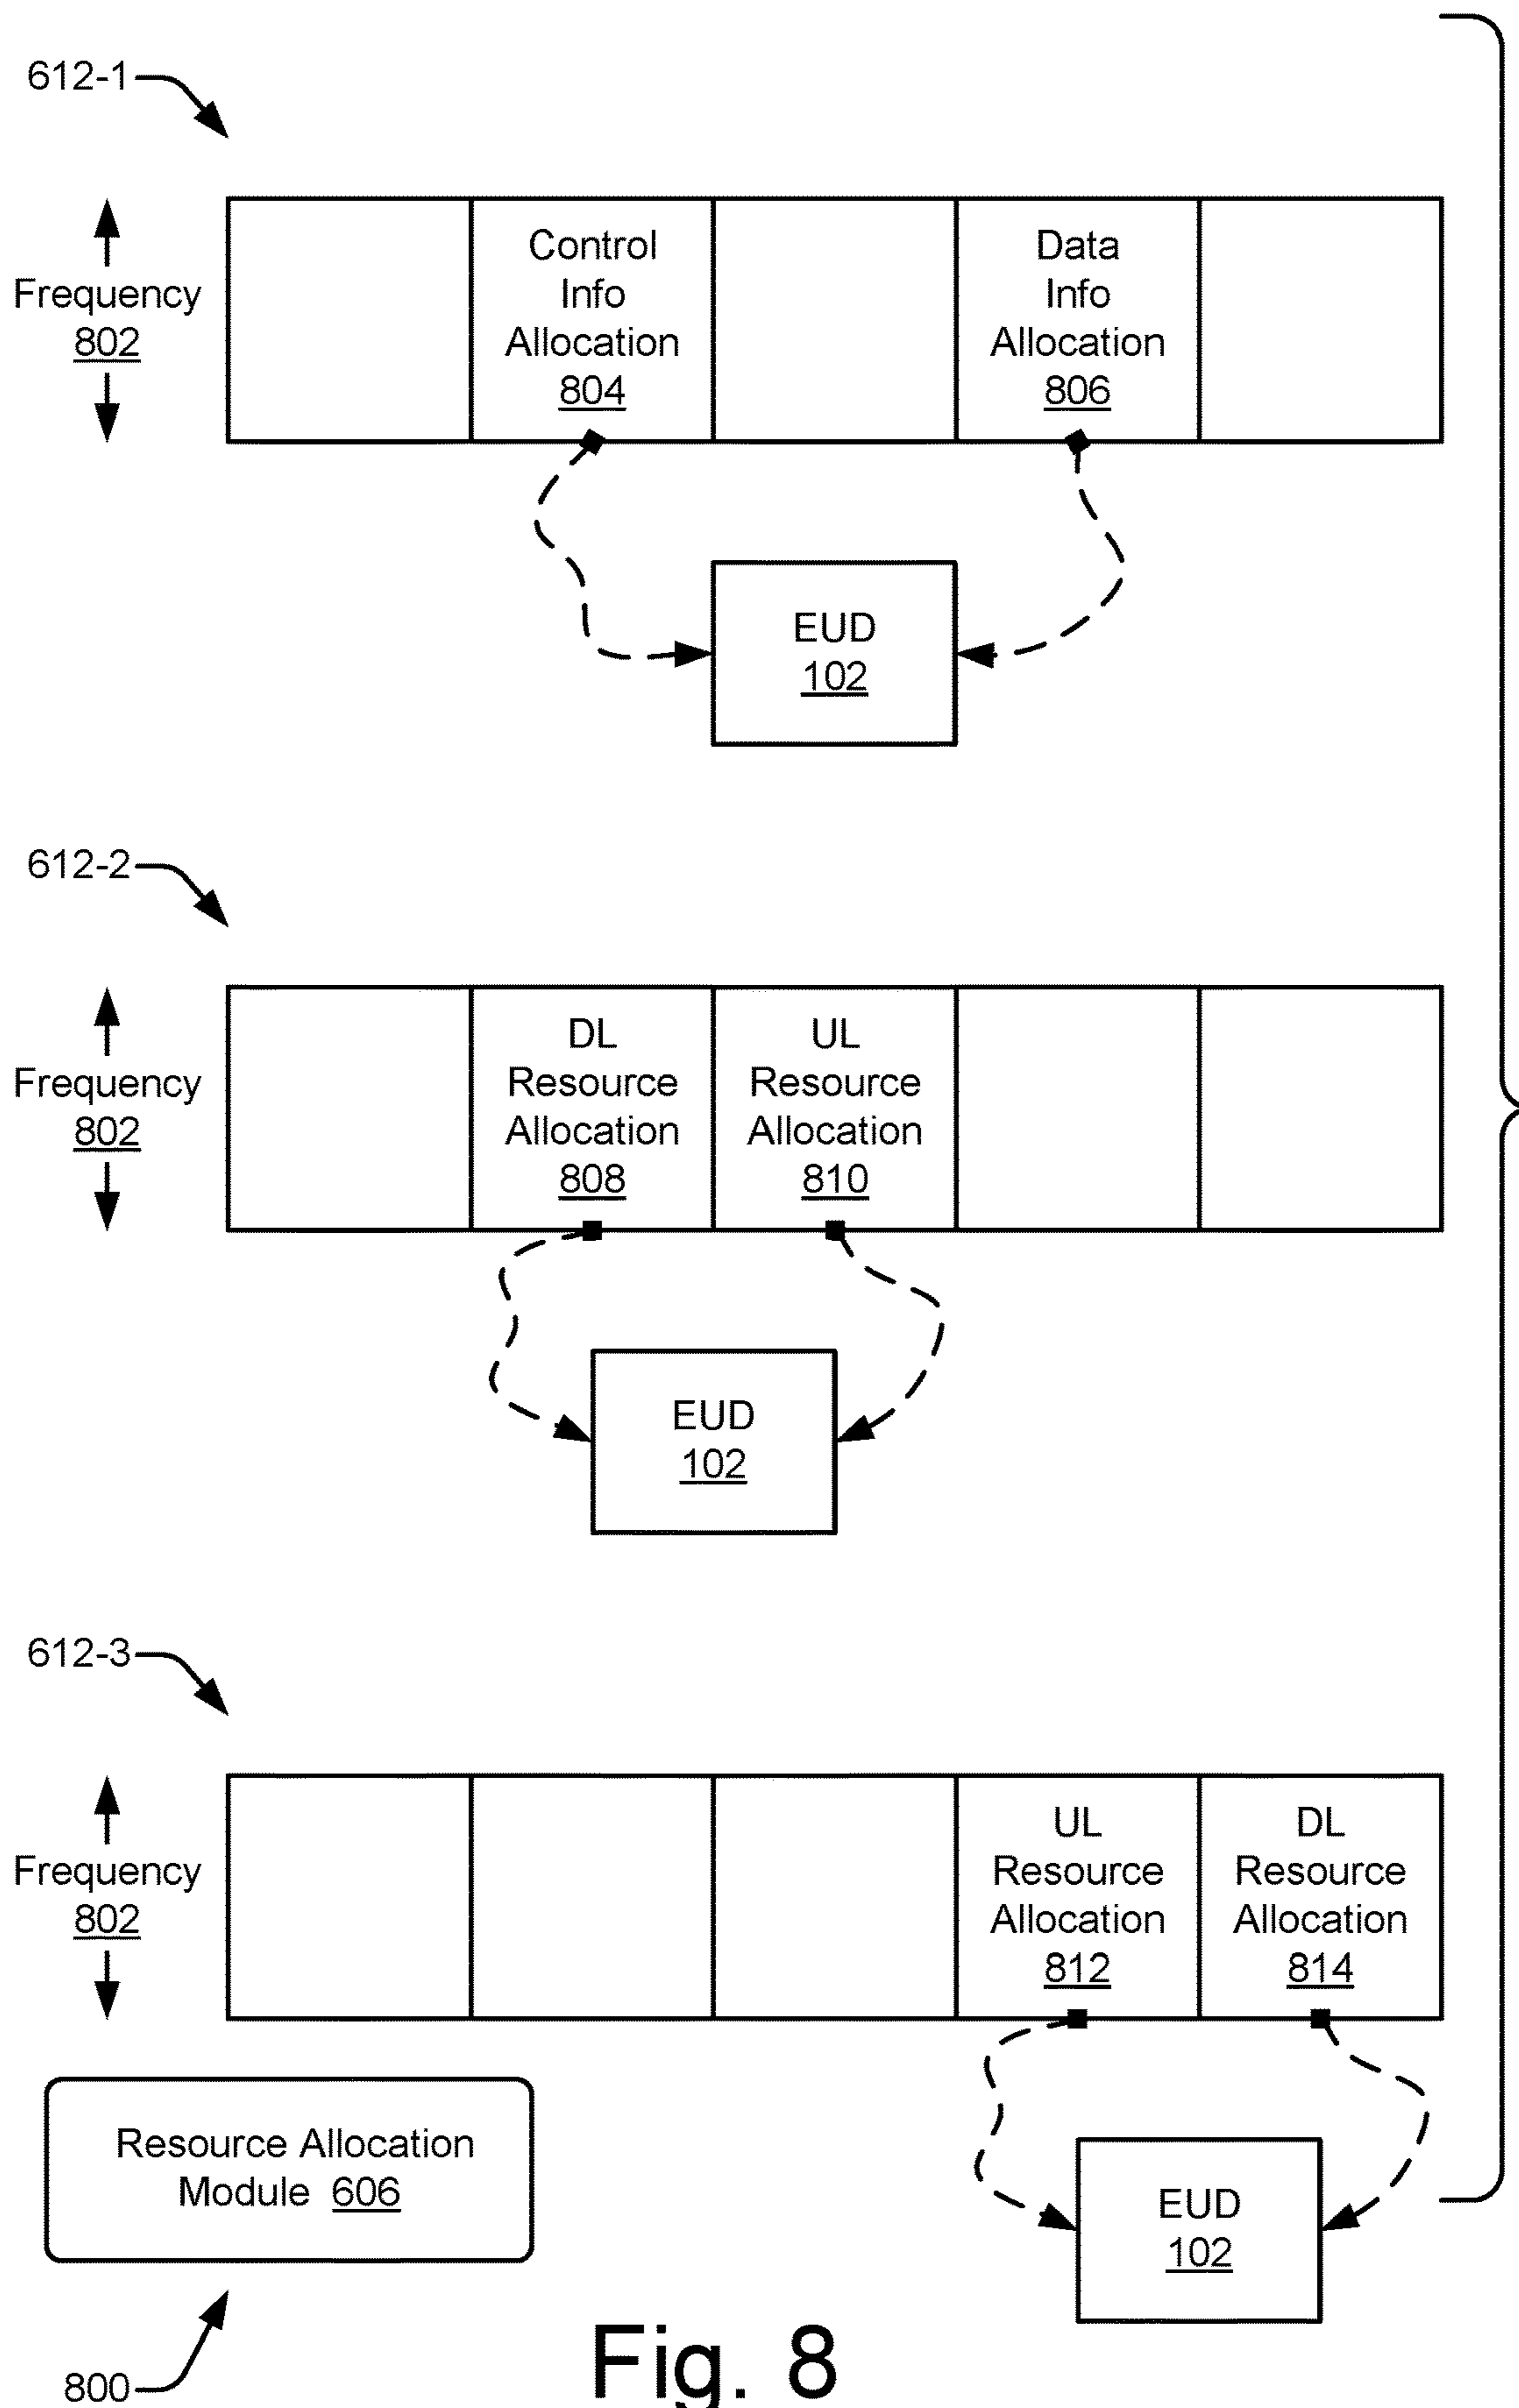 612-1
Frequency
802
Control
Info
Allocation
804
Data
Info
Allocation
806
EUD
102
612-2
Frequency
802
DL
Resource
Allocation
808
UL
Resource
Allocation
810
EUD
102
612-3
Frequency
802
UL
Resource
Allocation
812
DL
Resource
Allocation
814
Resource Allocation
Module 606
EUD
102
800
Fig. 8